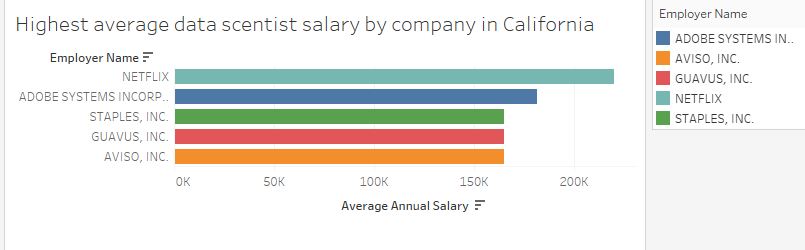 Highest average data scentist salary by company in California
Employer Name
NETFLIX
ADOBE SYSTEMS INCORP..
STAPLES, INC.
GUAVUS, INC.
AVISO, INC.
0K 50K 100K 150K 200K
Average Annual Salary
Employer Name
ADOBE SYSTEMS IN..
AVISO, INC.
GUAVUS, INC.
NETFLIX
STAPLES, INC.